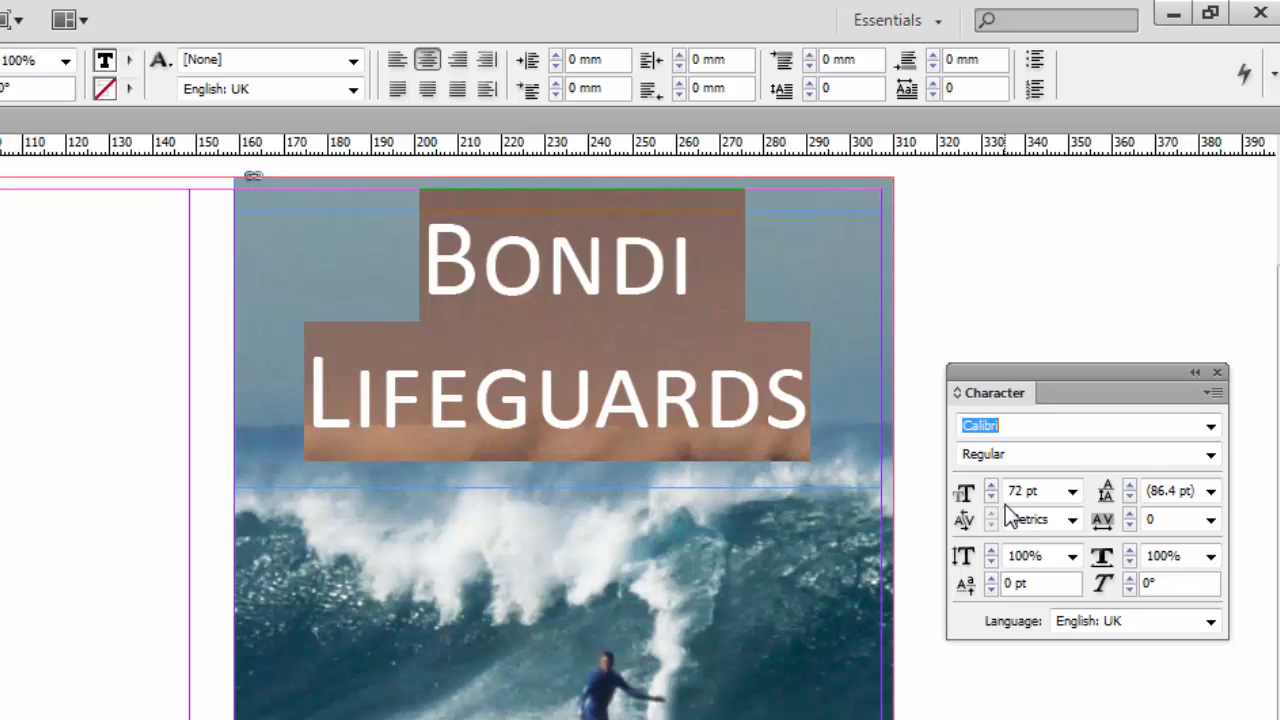 Essentials
100%
T
A.
[None]
0 mm
0 mm
0 mm
0 mm
0°
English: UK
0 mm
0 mm
0
0
110 120 130 140 150 160 170 180 190 200 210 220 230 240 250 260 270 280 290 300 310 320 330 340 350 360 370 380 390
BONDI
LIFEGUARDS
Character
Calibri
Regular
72 pt
(86.4 pt)
0
100%
100%
0 pt
0°
Language: English: UK